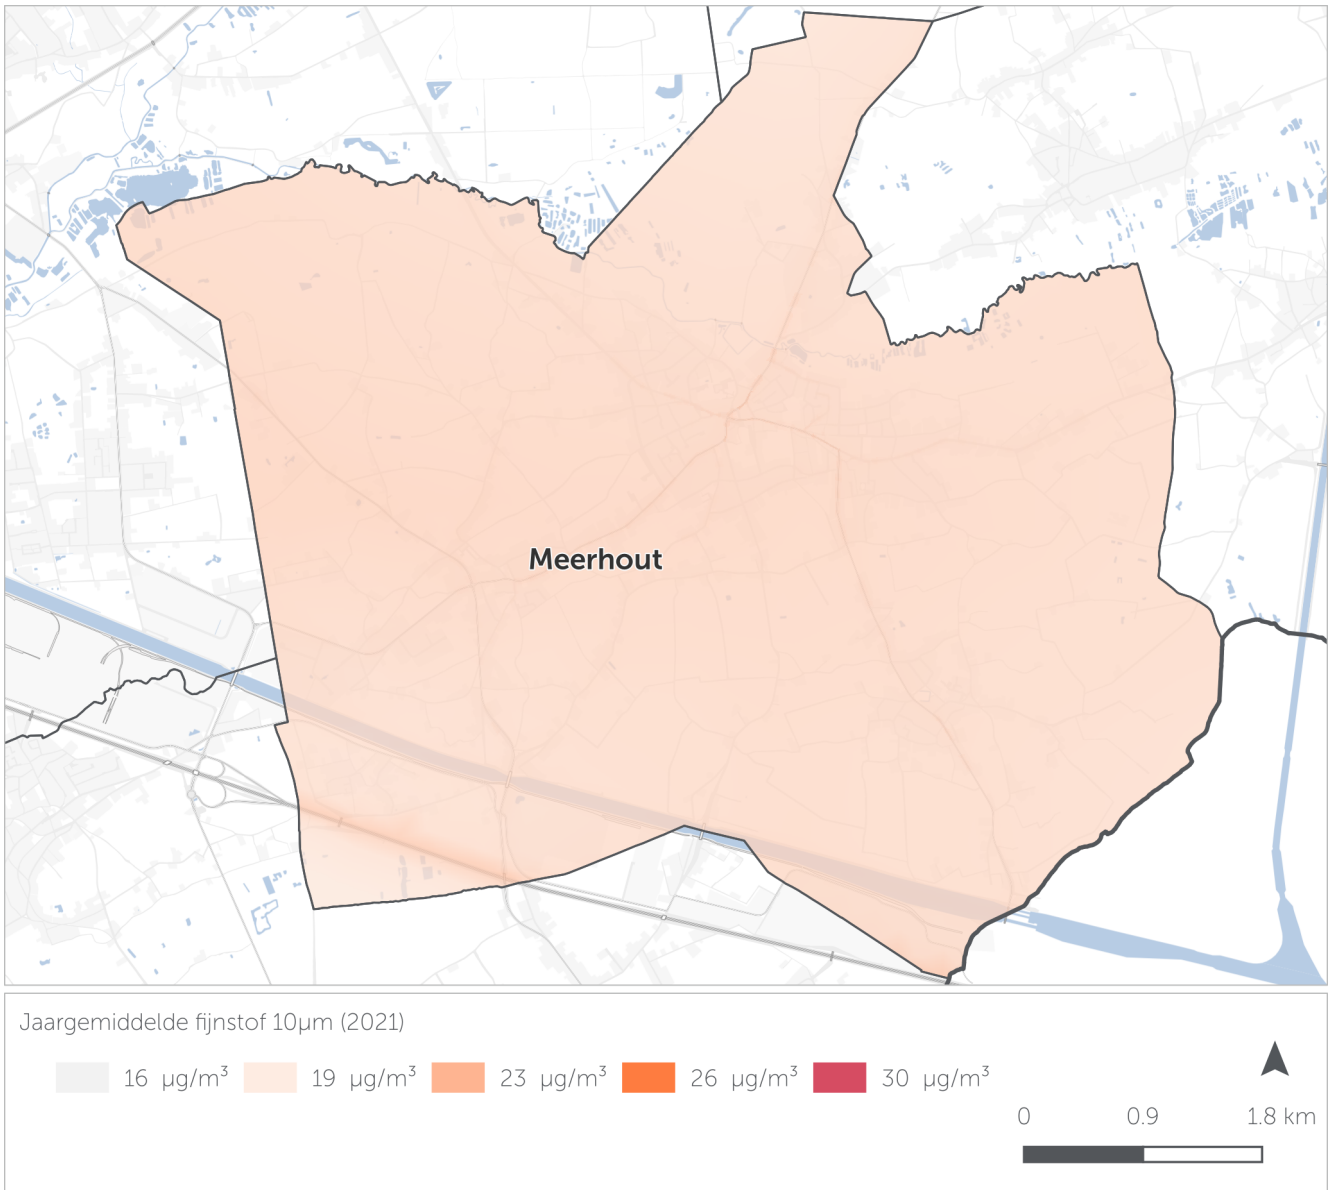 Meerhout
Jaargemiddelde fijnstof 10µm (2021)
16 µg/m³ 19 µg/m³ 23 µg/m³ 26 µg/m³ 30 µg/m³
0 0.9 1.8 km